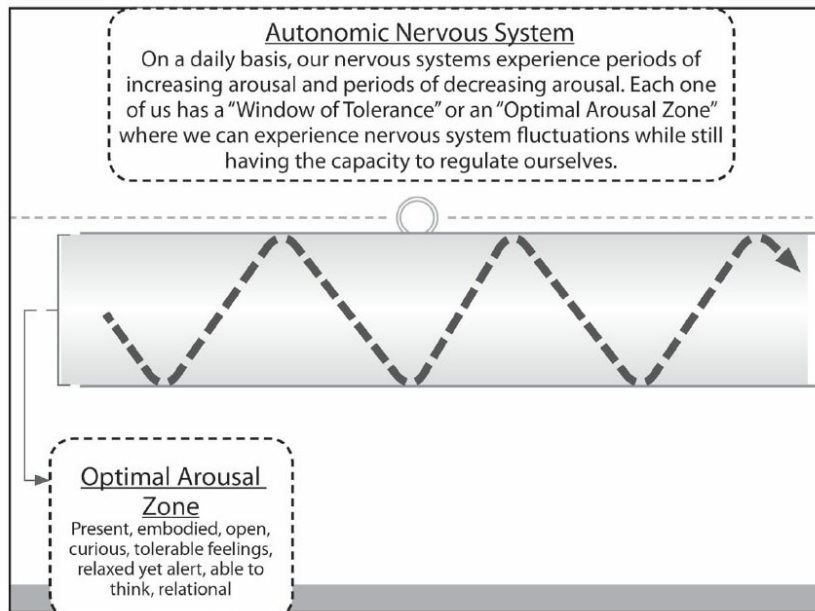 Autonomic Nervous System
On a daily basis, our nervous systems experience periods of
increasing arousal and periods of decreasing arousal. Each one
of us has a “Window of Tolerance” or an “Optimal Arousal Zone”
where we can experience nervous system fluctuations while still
having the capacity to regulate ourselves.
Optimal Arousal
Zone
Present, embodied, open,
curious, tolerable feelings,
relaxed yet alert, able to
think, relational